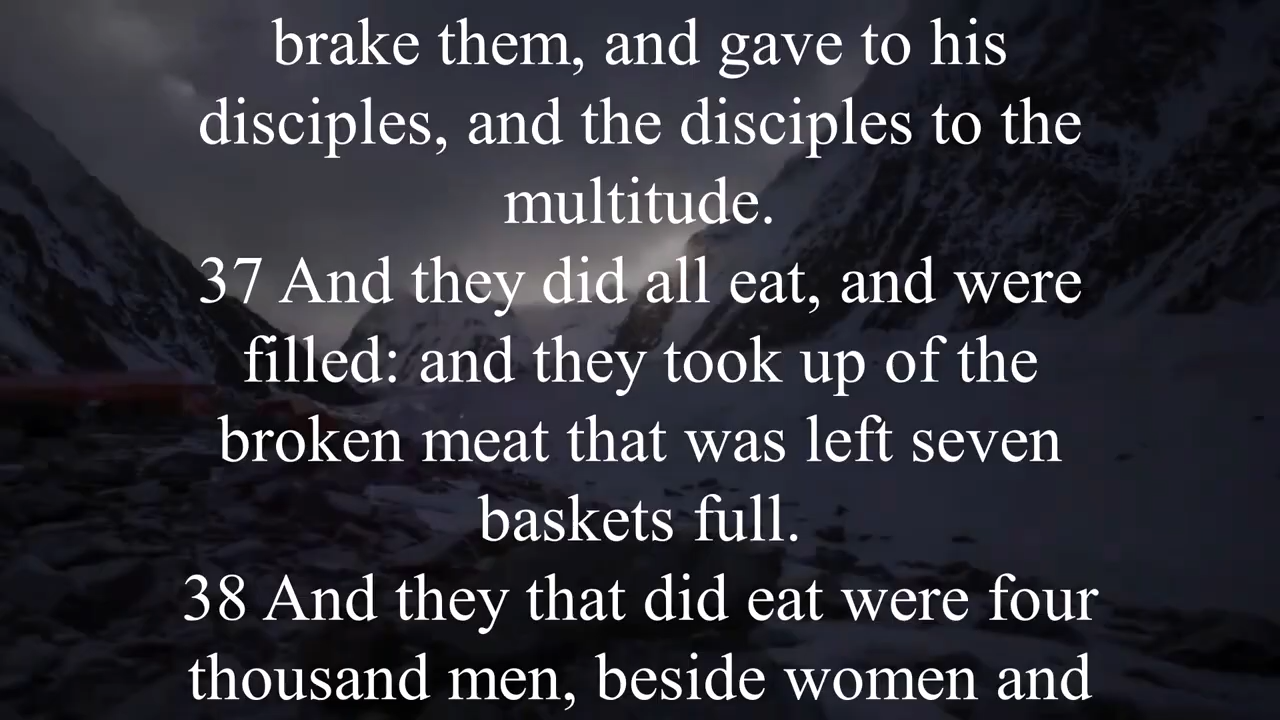 brake them, and gave to his
disciples, and the disciples to the
multitude.
37 And they did all eat, and were
filled: and they took up of the
broken meat that was left seven
baskets full.
38 And they that did eat were four
thousand men, beside women and